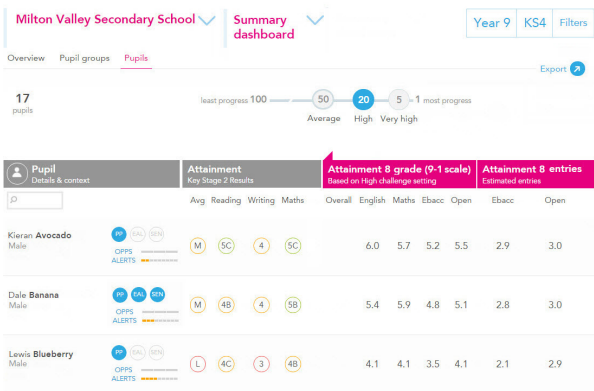 Milton Valley Secondary School
Summary dashboard
Year 9 KS4 Filters
Overview Pupil groups Pupils
Export
17
pupils
least progress 100 50 20 5 1 most progress
Average High Very high
Pupil
Details & context
Attainment
Key Stage 2 Results
Attainment 8 grade (9-1 scale)
Based on High challenge setting
Attainment 8 entries
Estimated entries
Avg Reading Writing Maths Overall English Maths Ebacc Open Ebacc Open
Kieran Avocado
Male
PP EAL SEN
OPPS
ALERTS
M 5C 4 5C 6.0 5.7 5.2 5.5 2.9 3.0
Dale Banana
Male
PP EAL SEN
OPPS
ALERTS
M 4B 4 5B 5.4 5.9 4.8 5.1 2.8 3.0
Lewis Blueberry
Male
PP EAL SEN
OPPS
ALERTS
L 4C 3 4B 4.1 4.1 3.5 4.1 2.1 2.9